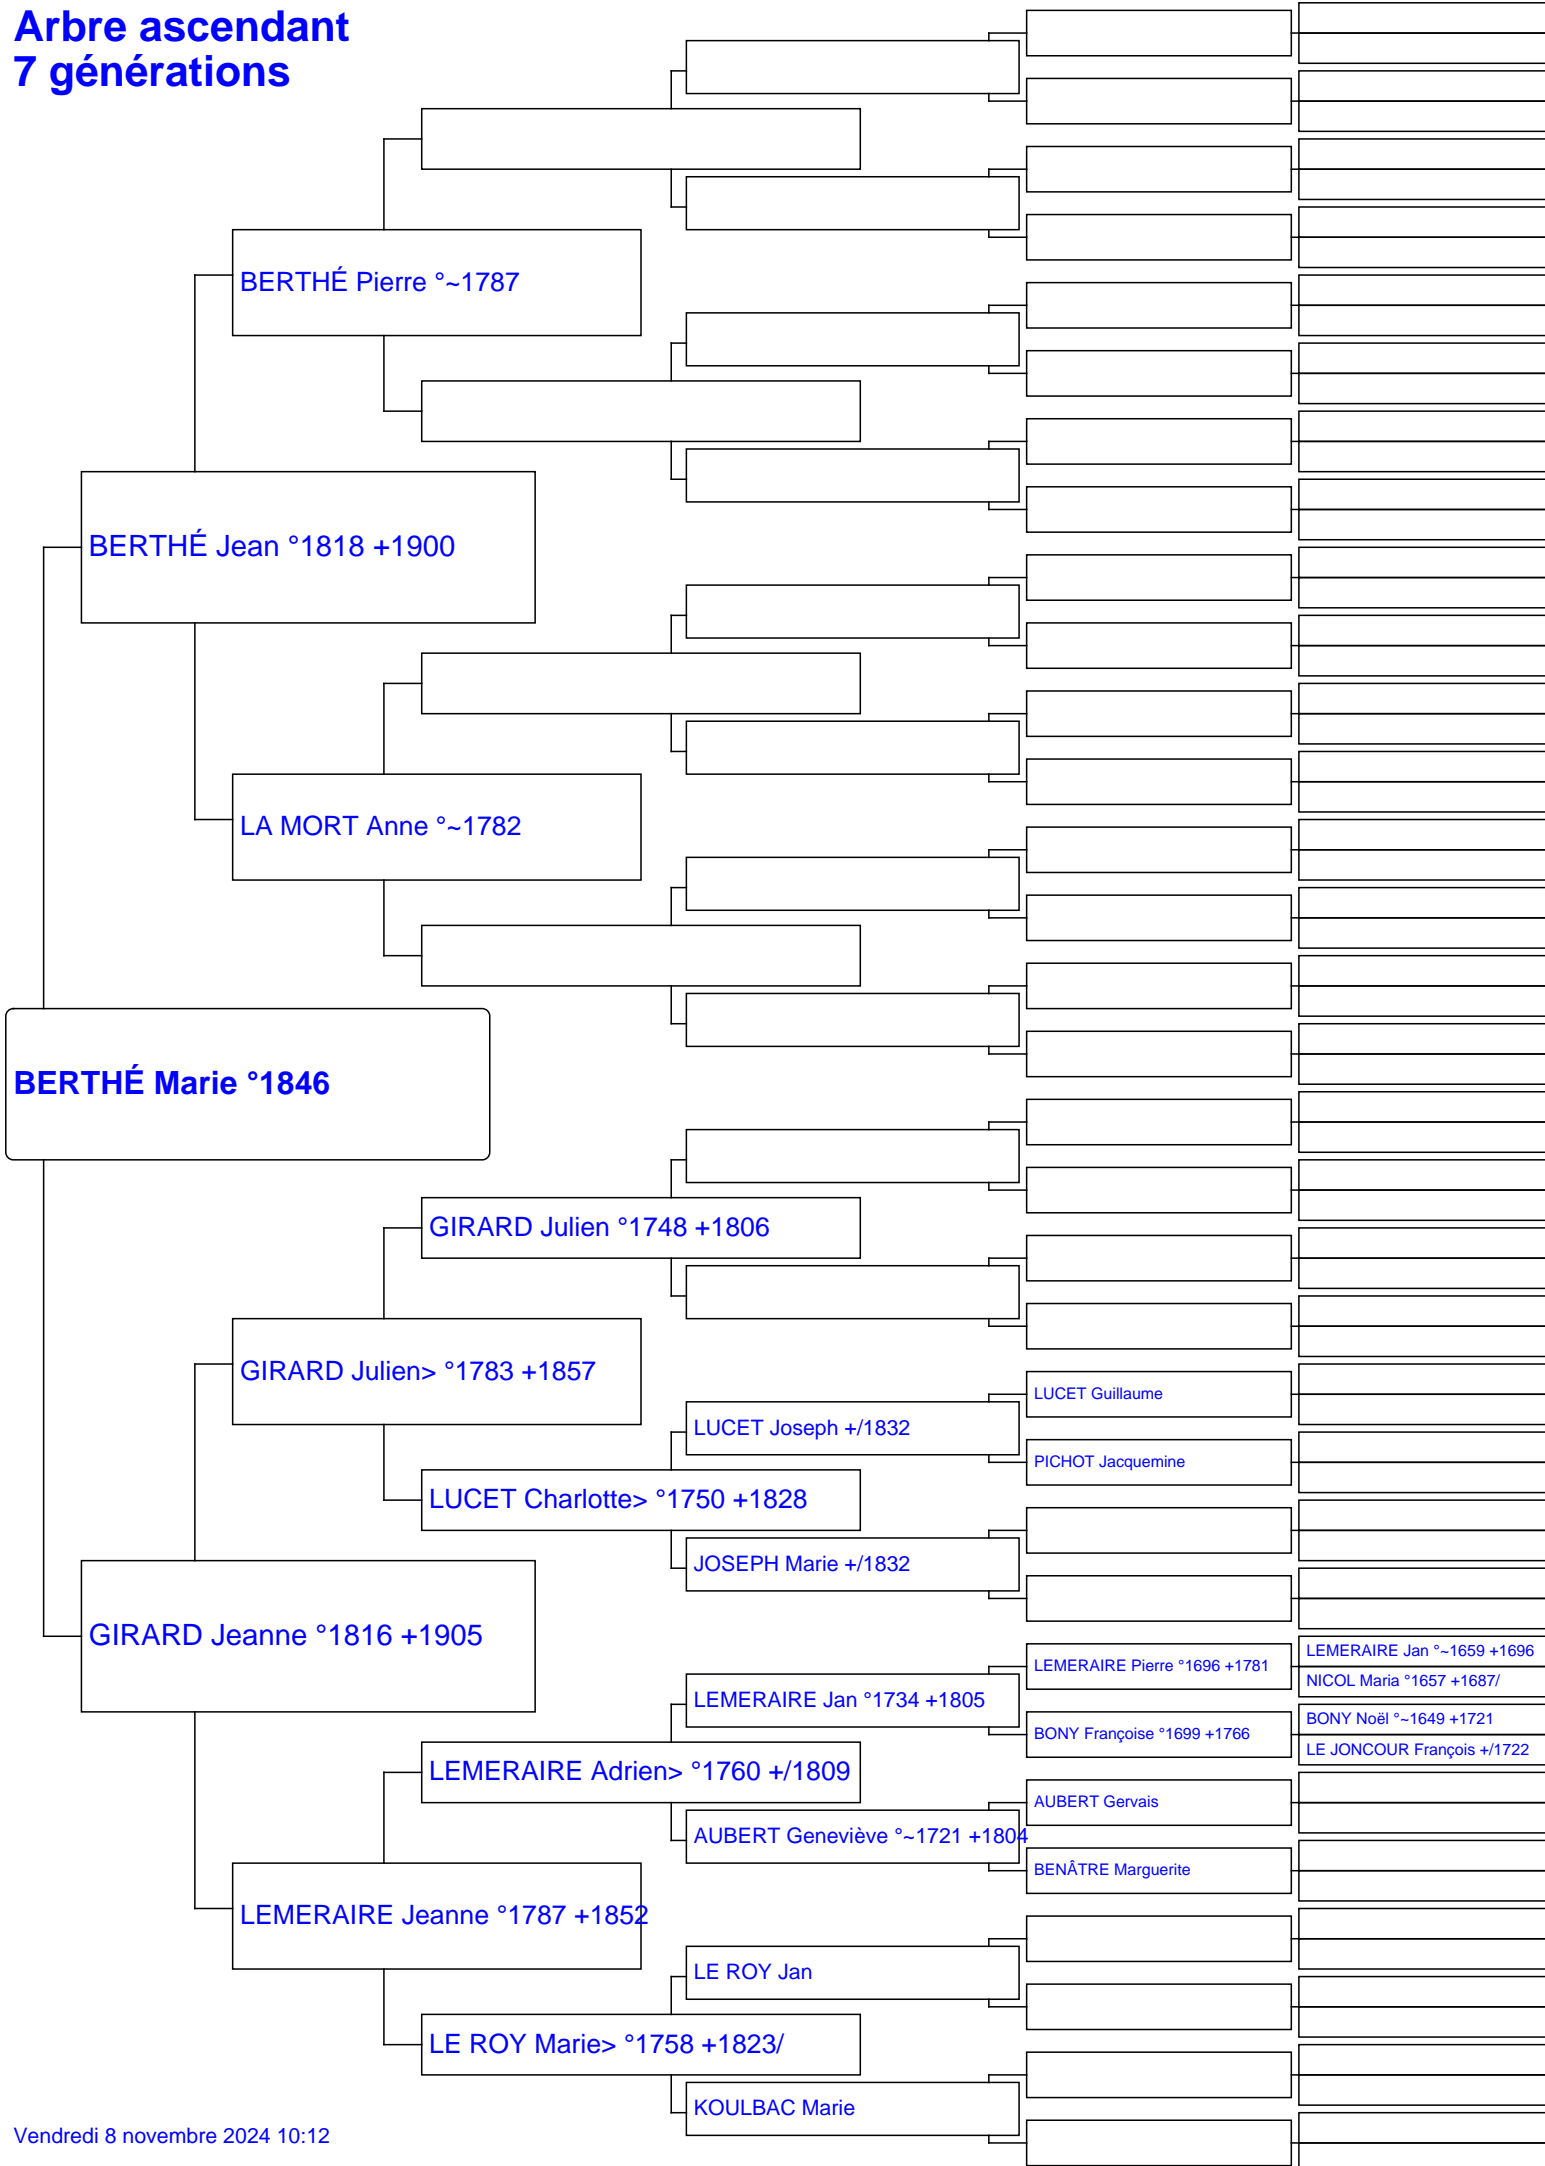 Arbre ascendant
7 générations
BERTHÉ Pierre °~1787
BERTHÉ Jean °1818 +1900
LA MORT Anne °~1782
BERTHÉ Marie °1846
GIRARD Julien °1748 +1806
GIRARD Julien> °1783 +1857
LUCET Guillaume
LUCET Joseph +/1832
PICHOT Jacquemine
LUCET Charlotte> °1750 +1828
JOSEPH Marie +/1832
GIRARD Jeanne °1816 +1905
LEMERAIRE Jan °~1659 +1696
LEMERAIRE Pierre °1696 +1781
NICOL Maria °1657 +1687/
LEMERAIRE Jan °1734 +1805
BONY Noël °~1649 +1721
BONY Françoise °1699 +1766
LE JONCOUR François +/1722
LEMERAIRE Adrien> °1760 +/1809
AUBERT Gervais
AUBERT Geneviève °~1721 +1804
BENÂTRE Marguerite
LEMERAIRE Jeanne °1787 +1852
LE ROY Jan
LE ROY Marie> °1758 +1823/
KOULBAC Marie
Vendredi 8 novembre 2024 10:12